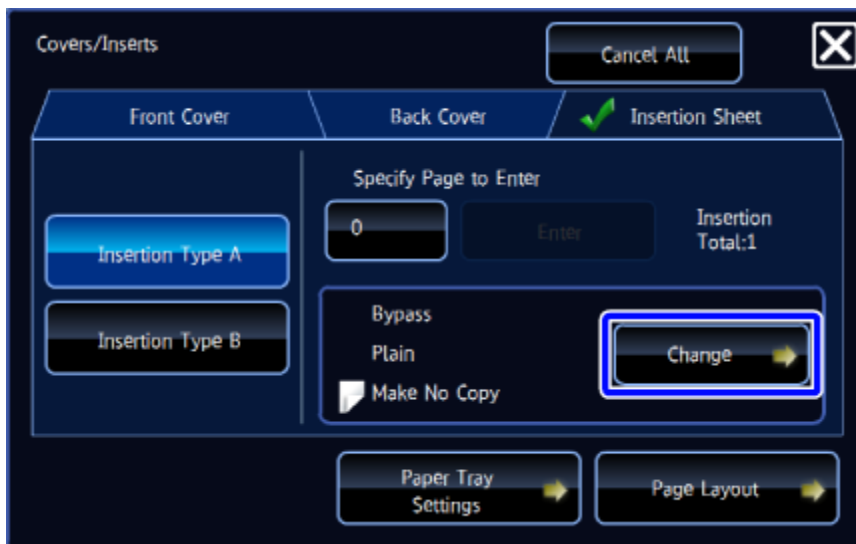 Covers/Inserts
Cancel All
Front Cover
Back Cover
Insertion Sheet
Specify Page to Enter
0
Enter
Insertion
Total:1
Insertion Type A
Insertion Type B
Bypass
Plain
Make No Copy
Change
Paper Tray
Settings
Page Layout